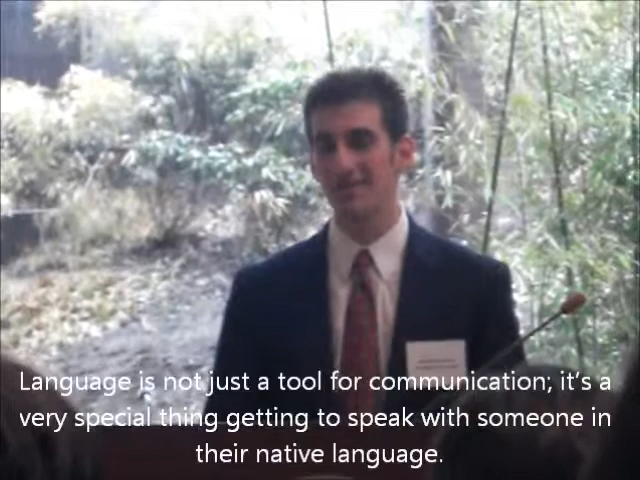 Language is not just a tool for communication; it's a
very special thing getting to speak with someone in
their native language.